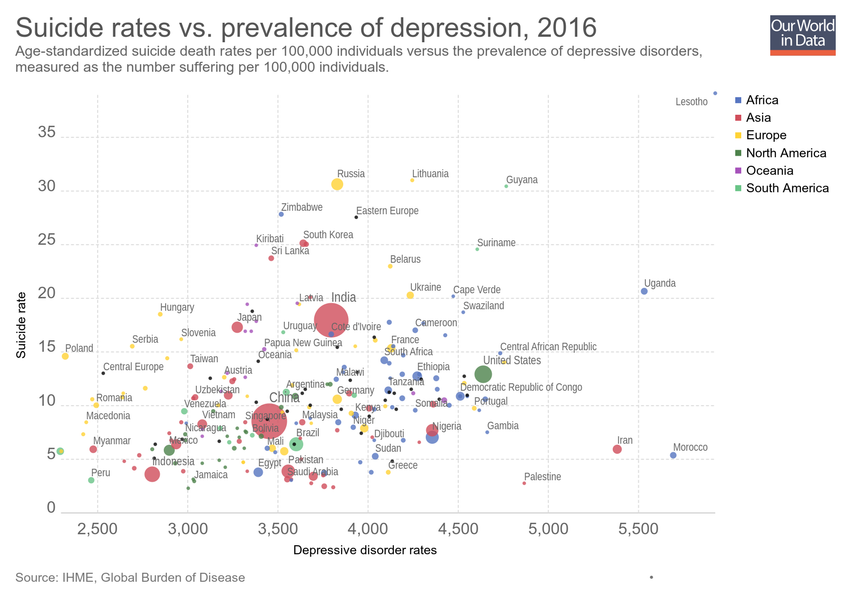 Suicide rates vs. prevalence of depression, 2016
Our World
in Data
Age-standardized suicide death rates per 100,000 individuals versus the prevalence of depressive disorders,
measured as the number suffering per 100,000 individuals.
Lesotho
Africa
Asia
Europe
North America
Oceania
South America
35
Russia
Lithuania
Guyana
30
Zimbabwe
Eastern Europe
Kiribati
South Korea
Suriname
25
Sri Lanka
Belarus
Uganda
Ukraine
Cape Verde
20
Latvia
India
Swaziland
Hungary
Japan
Cameroon
Uruguay
Cote d'Ivoire
Serbia
Slovenia
Papua New Guinea
France
Central African Republic
Poland
15
Oceania
South Africa
Taiwan
United States
Central Europe
Austria
Malawi
Ethiopia
Uzbekistan
Argentina
Germany
Tanzania
Democratic Republic of Congo
Romania
Venezuela
China
Kenya
Somalia
Portugal
10
Macedonia
Vietnam
Singapore
Malaysia
Niger
Nicaragua
Bolivia
Brazil
Djibouti
Nigeria
Gambia
Myanmar
Mexico
Mali
Sudan
Iran
Morocco
5
Indonesia
Egypt
Pakistan
Greece
Peru
Jamaica
Saudi Arabia
Palestine
0
Suicide rate
2,500
3,000
3,500
4,000
4,500
5,000
5,500
Depressive disorder rates
Source: IHME, Global Burden of Disease